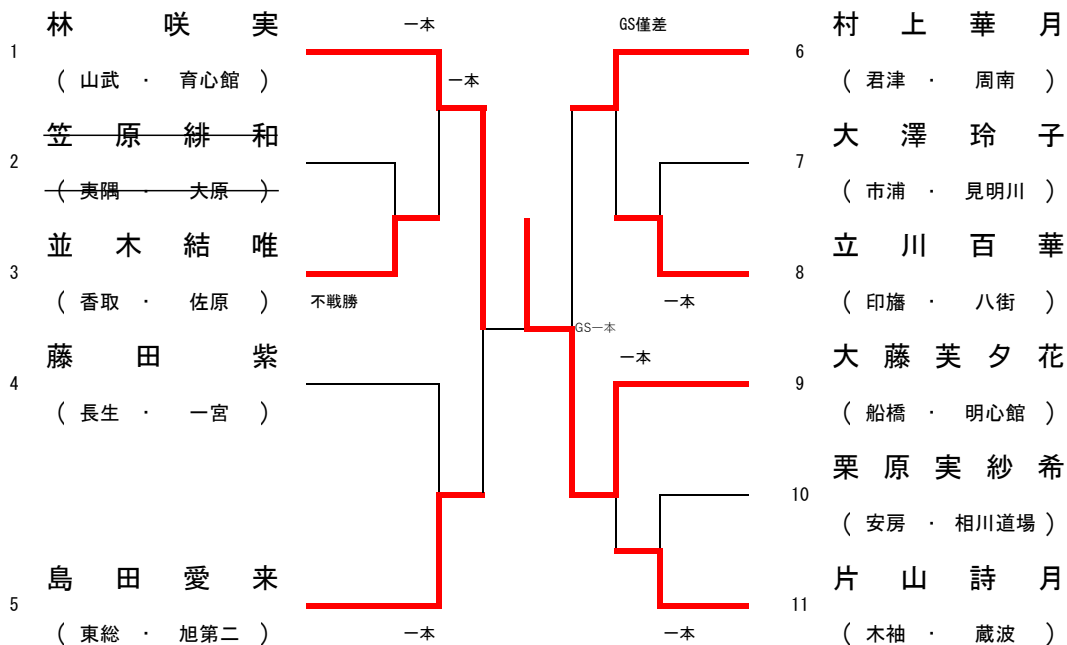 林 咲 実
1
( 山武 ・ 育心館 )
笠 原 緋 和
2
( 夷隅 ・ 大原 )
並 木 結 唯
3
( 香取 ・ 佐原 )
藤 田 紫
4
( 長生 ・ 一宮 )
島 田 愛 来
5
( 東総 ・ 旭第二 )
一本
一本
不戦勝
一本
GS僅差
GS一本
一本
一本
一本
村 上 華 月
6
( 君津 ・ 周南 )
大 澤 玲 子
7
( 市浦 ・ 見明川 )
立 川 百 華
8
( 印旛 ・ 八街 )
大 藤 芙 夕 花
9
( 船橋 ・ 明心館 )
栗 原 実 紗 希
10
( 安房 ・ 相川道場 )
片 山 詩 月
11
( 木袖 ・ 蔵波 )